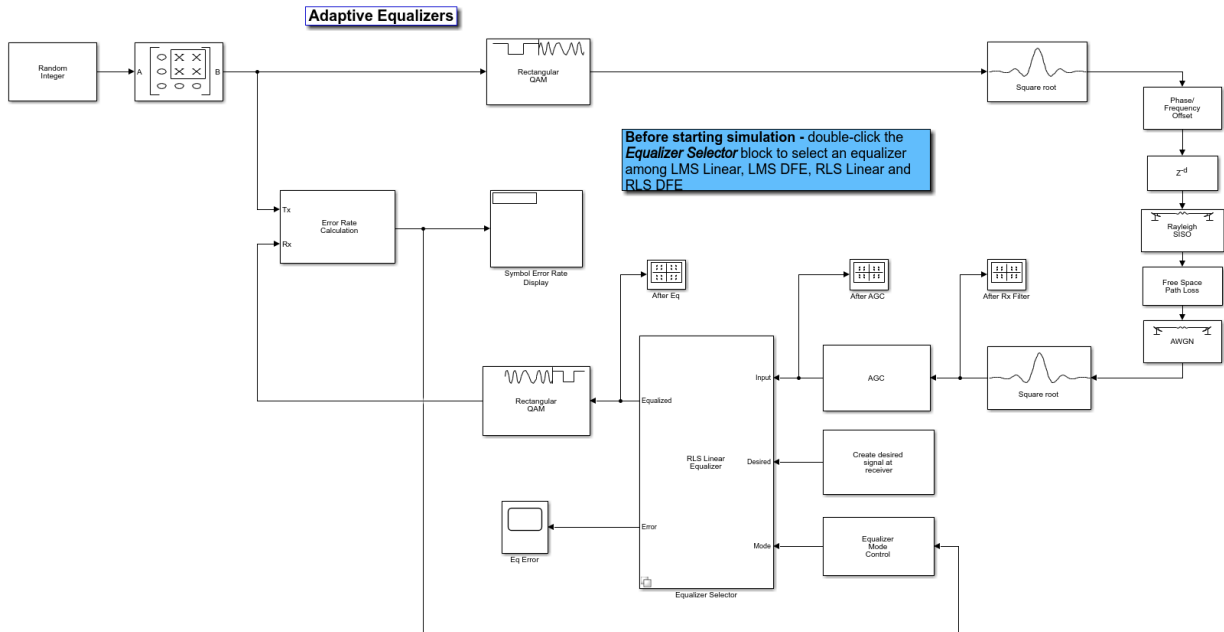 Adaptive Equalizers
Random
Integer
A
B
Rectangular
QAM
Square root
Phase/
Frequency
Offset
Before starting simulation - double-click the
Equalizer Selector block to select an equalizer
among LMS Linear, LMS DFE, RLS Linear and
RLS DFE
Z-d
Tx
Rx
Error Rate
Calculation
Symbol Error Rate
Display
Rayleigh
SISO
After Eq
After AGC
After Rx Filter
Free Space
Path Loss
AWGN
Rectangular
QAM
Equalized
Input
AGC
Square root
RLS Linear
Equalizer
Desired
Create desired
signal at
receiver
Eq Error
Error
Mode
Equalizer
Mode
Control
Equalizer Selector